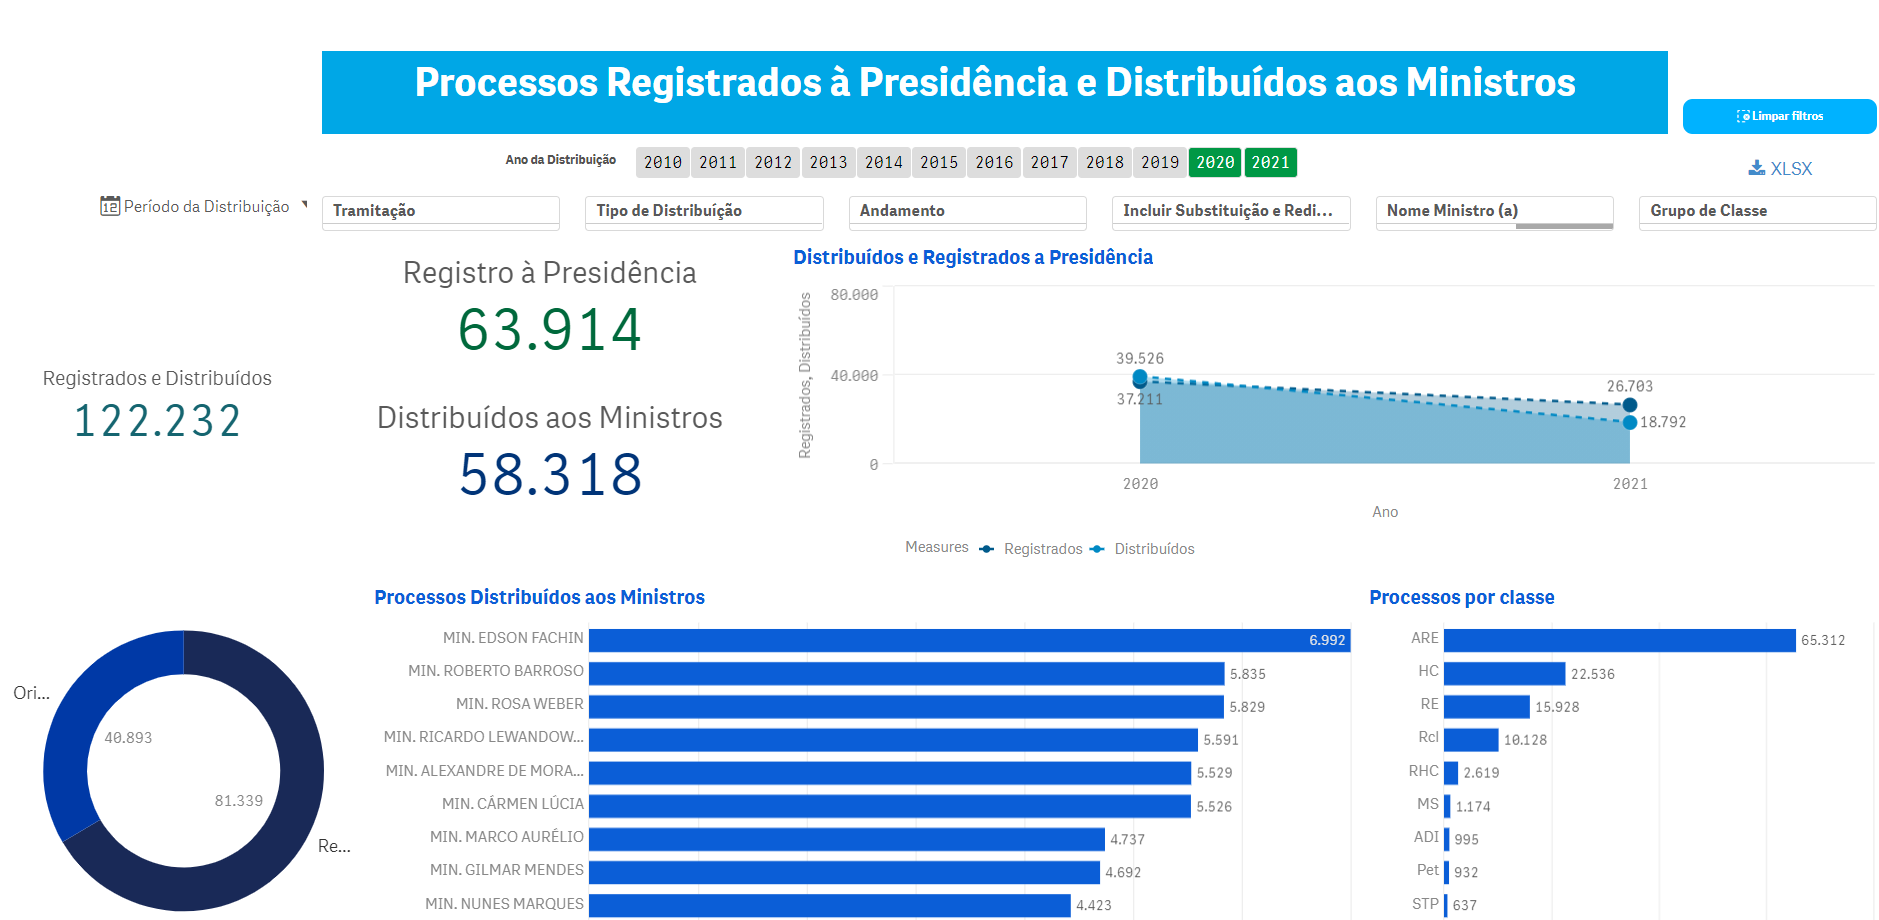 Processos Registrados à Presidência e Distribuídos aos Ministros
Limpar filtros
Ano da Distribuição
2010 2011 2012 2013 2014 2015 2016 2017 2018 2019 2020 2021
XLSX
12 Período da Distribuição
Tramitação
Tipo de Distribuíção
Andamento
Incluir Substituição e Redi...
Nome Ministro (a)
Grupo de Classe
Registrados e Distribuídos
122.232
Registro à Presidência
63.914
Distribuídos aos Ministros
58.318
Distribuídos e Registrados a Presidência
Registrados, Distribuídos
80.000
40.000
0
39.526
37.211
26.703
18.792
2020
2021
Ano
Measures Registrados Distribuídos
Ori...
40.893
81.339
Re...
Processos Distribuídos aos Ministros
MIN. EDSON FACHIN 6.992
MIN. ROBERTO BARROSO 5.835
MIN. ROSA WEBER 5.829
MIN. RICARDO LEWANDOW... 5.591
MIN. ALEXANDRE DE MORA... 5.529
MIN. CÁRMEN LÚCIA 5.526
MIN. MARCO AURÉLIO 4.737
MIN. GILMAR MENDES 4.692
MIN. NUNES MARQUES 4.423
Processos por classe
ARE 65.312
HC 22.536
RE 15.928
Rcl 10.128
RHC 2.619
MS 1.174
ADI 995
Pet 932
STP 637